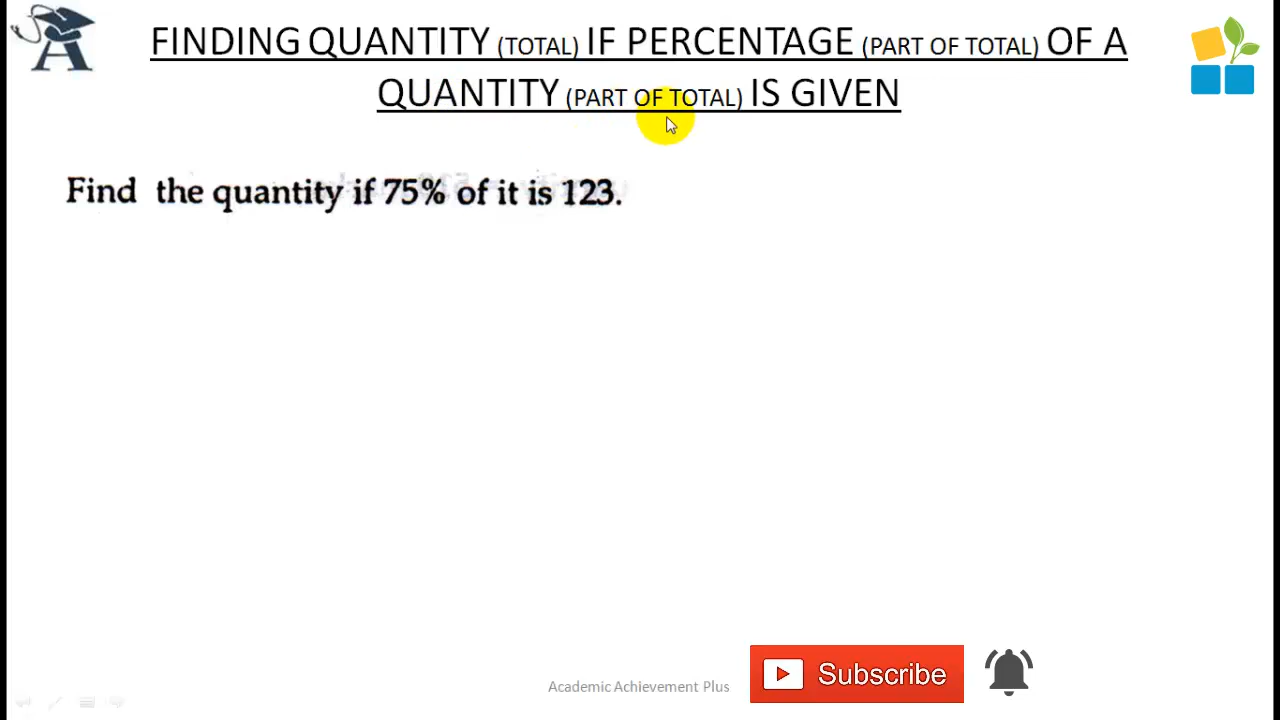 FINDING QUANTITY (TOTAL) IF PERCENTAGE (PART OF TOTAL) OF A
QUANTITY (PART OF TOTAL) IS GIVEN
Find the quantity if 75% of it is 123.
Academic Achievement Plus
Subscribe